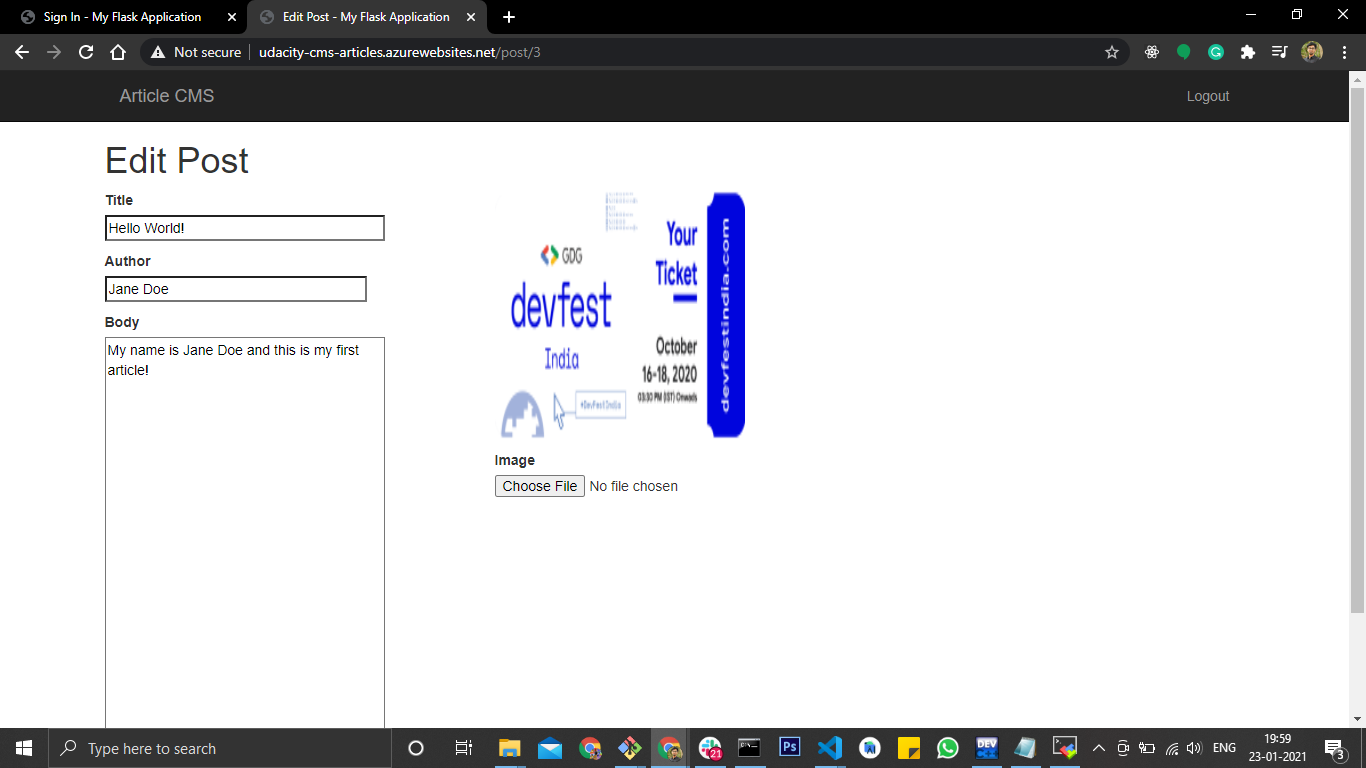 Sign In - My Flask Application
Edit Post - My Flask Application
Not secure
udacity-cms-articles.azurewebsites.net/post/3
Article CMS
Logout
Edit Post
Title
Hello World!
Author
Jane Doe
Body
My name is Jane Doe and this is my first
article!
GDG
devfest
India
#DevFestIndia
Your
Ticket
October
16-18, 2020
03:30 PM (IST) Onwards
devfestindia.com
Image
Choose File
No file chosen
Type here to search
21
Ps
DEV
ENG
19:59
23-01-2021
3